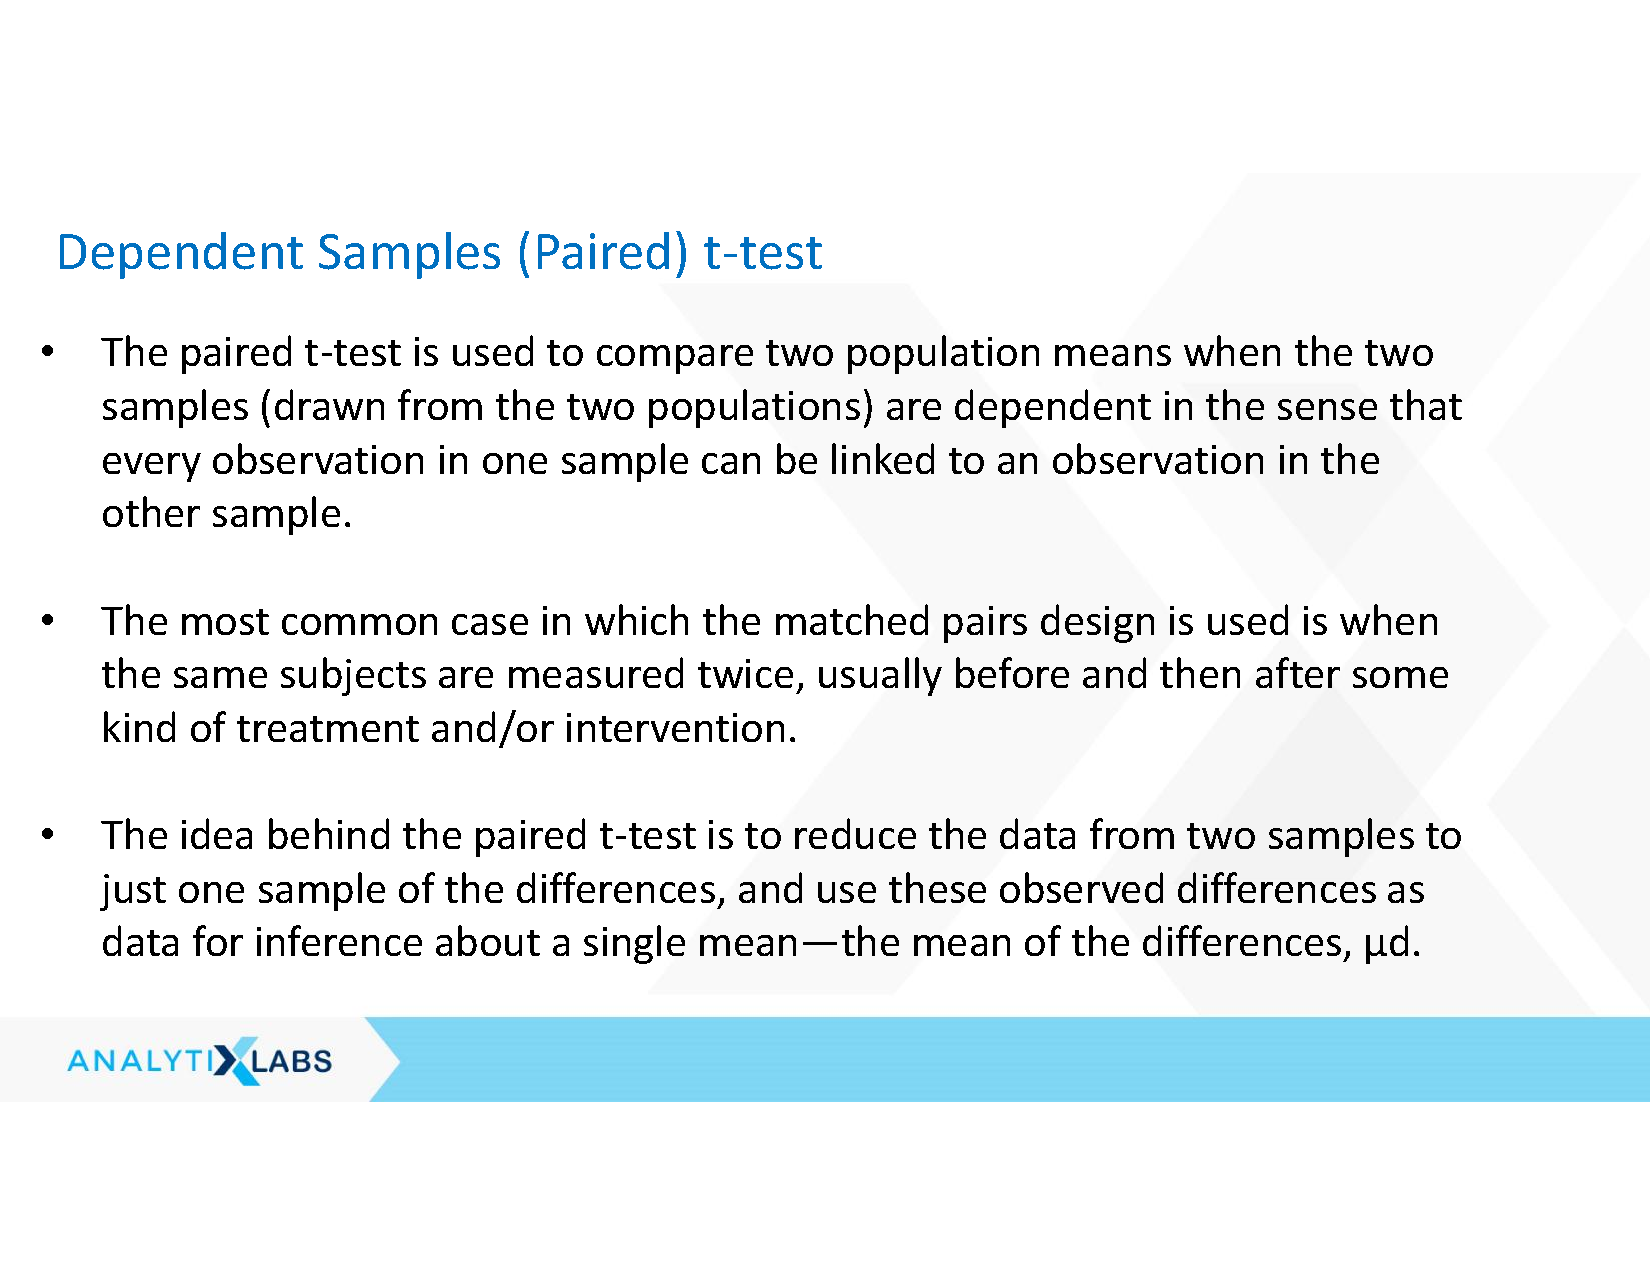 Dependent Samples (Paired) t-test
• The paired t-test is used to compare two population means when the two
samples (drawn from the two populations) are dependent in the sense that
every observation in one sample can be linked to an observation in the
other sample.
• The most common case in which the matched pairs design is used is when
the same subjects are measured twice, usually before and then after some
kind of treatment and/or intervention.
• The idea behind the paired t-test is to reduce the data from two samples to
just one sample of the differences, and use these observed differences as
data for inference about a single mean—the mean of the differences, μd.
ANALYTIXLABS